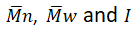 M̅n, M̅w and I